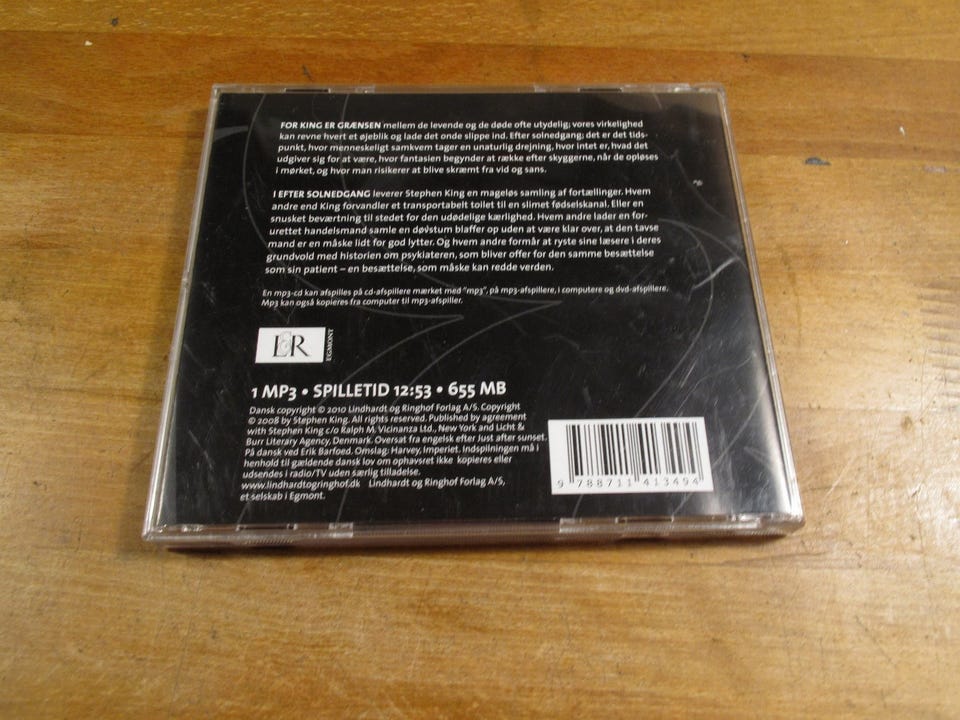 FOR KING ER GRÆNSEN mellem de levende og de døde ofte utydelig; vores virkelighed
kan revne hvert et øjeblik og lade det onde slippe ind. Efter solnedgang; det er det tids-
punkt, hvor menneskeligt samkvem tager en unaturlig drejning, hvor intet er, hvad det
udgiver sig for at være, hvor fantasien begynder at række efter skyggerne, når de opløses
i mørket, og hvor man risikerer at blive skræmt fra vid og sans.
I EFTER SOLNEDGANG leverer Stephen King en mageløs samling af fortællinger. Hvem
andre end King forvandler et transportabelt toilet til en slimet fødselskanal. Eller en
snusket beværtning til stedet for den udødelige kærlighed. Hvem andre lader en for-
urettet handelsmand samle en døvstum blaffer op uden at være klar over, at den tavse
mand er en måske lidt for god lytter. Og hvem andre formår at ryste sine læsere i deres
grundvold med historien om psykiateren, som bliver offer for den samme besættelse
som sin patient – en besættelse, som måske kan redde verden.
En mp3-cd kan afspilles på cd-afspillere mærket med "mp3", på mp3-afspillere, i computere og dvd-afspillere.
Mp3 kan også kopieres fra computer til mp3-afspiller.
L&R EGMONT
1 MP3 • SPILLETID 12:53 • 655 MB
Dansk copyright © 2010 Lindhardt og Ringhof Forlag A/S. Copyright
© 2008 by Stephen King. All rights reserved. Published by agreement
with Stephen King c/o Ralph M. Vicinanza Ltd., New York and Licht &
Burr Literary Agency, Denmark. Oversat fra engelsk efter Just after sunset.
På dansk ved Erik Barfoed. Omslag: Harvey, Imperiet. Indspilningen må i
henhold til gældende dansk lov om ophavsret ikke kopieres eller
udsendes i radio/TV uden særlig tilladelse.
www.lindhardtogringhof.dk Lindhardt og Ringhof Forlag A/S,
et selskab i Egmont.
9 788711 413494